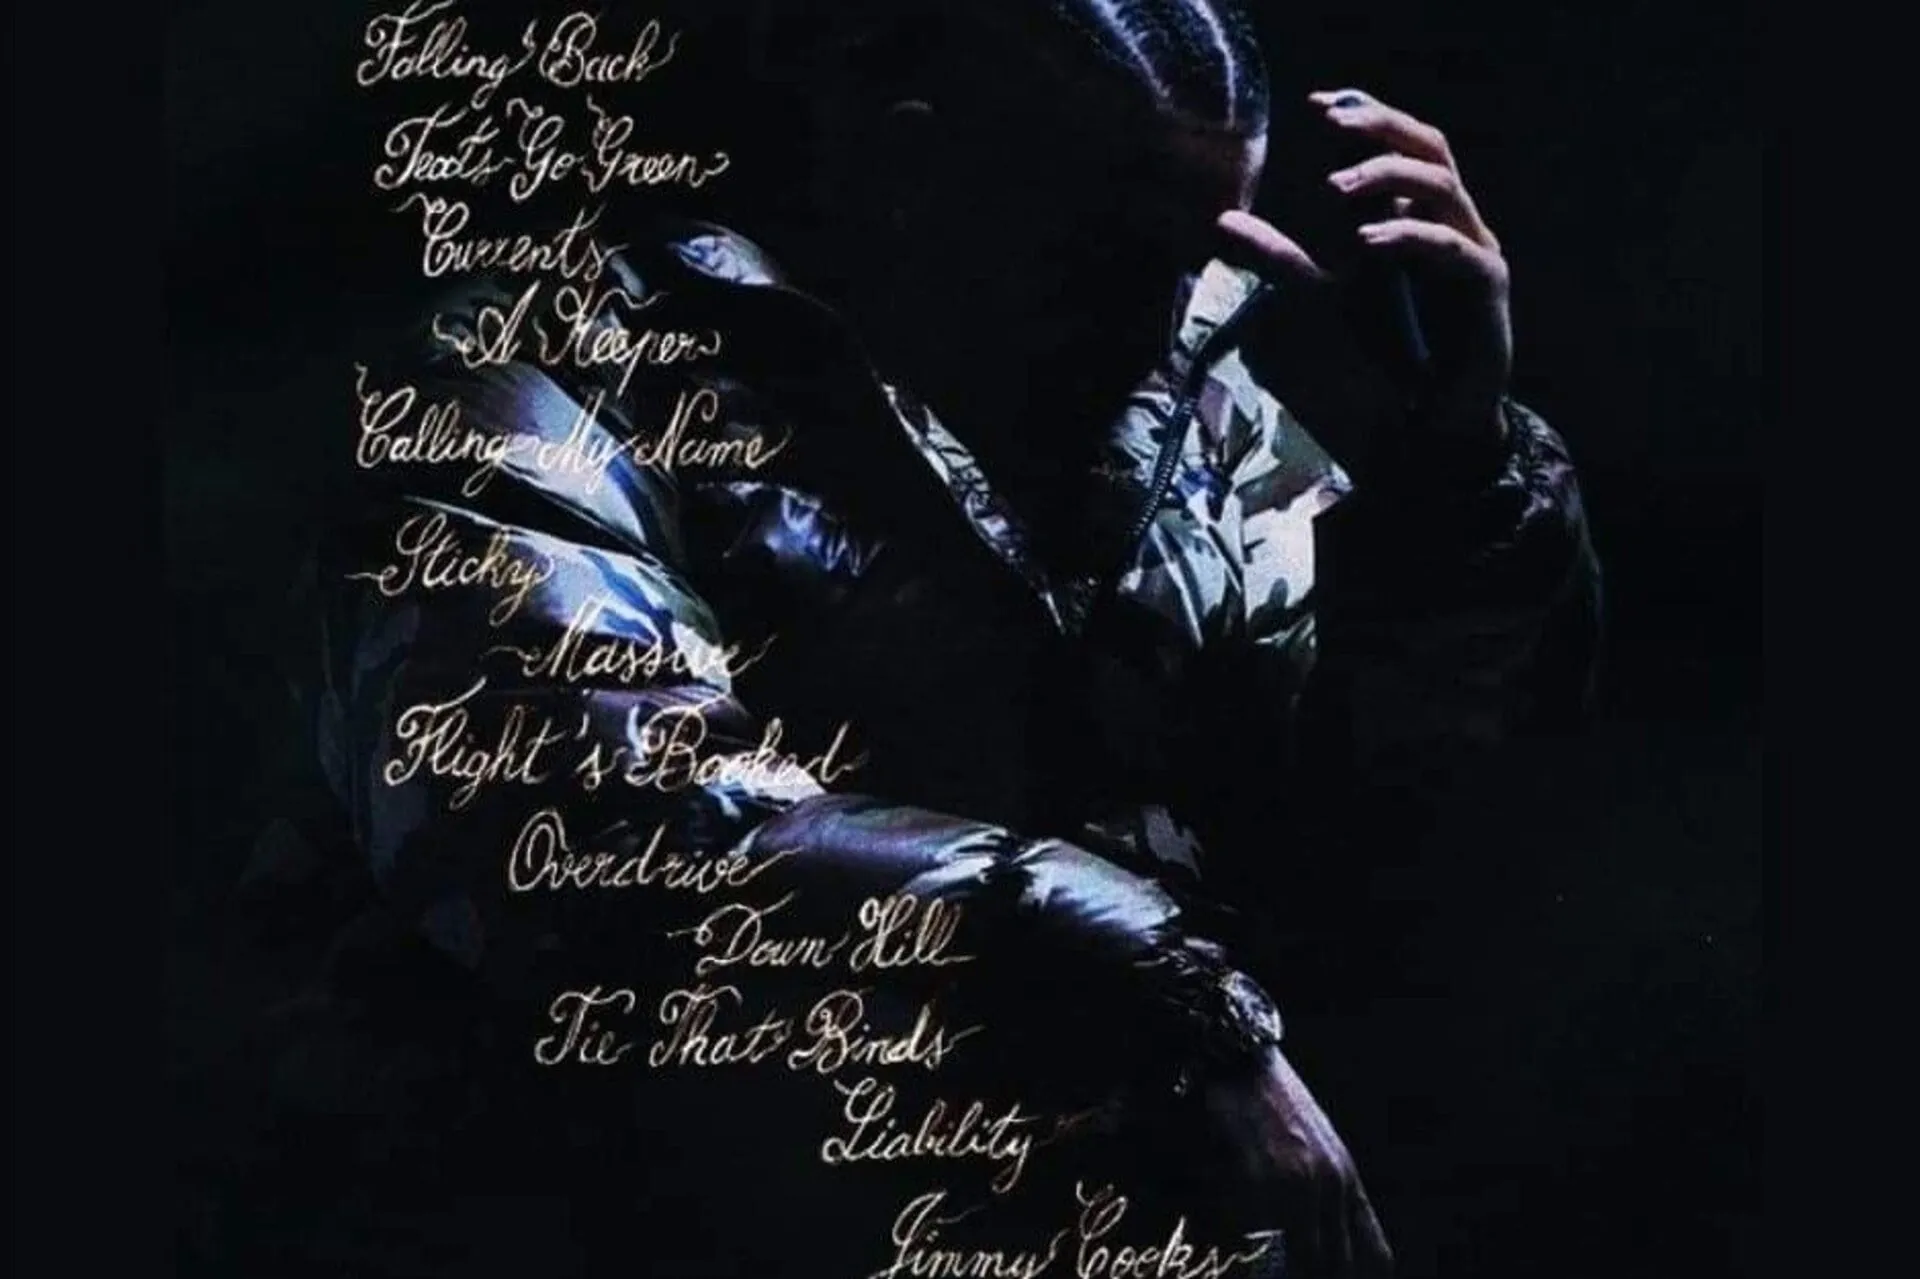 Falling Back
Texts Go Green
Currents
A Keeper
Calling My Name
Sticky
Massive
Flight's Booked
Overdrive
Down Hill
Tie That Binds
Liability
Jimmy Cooks